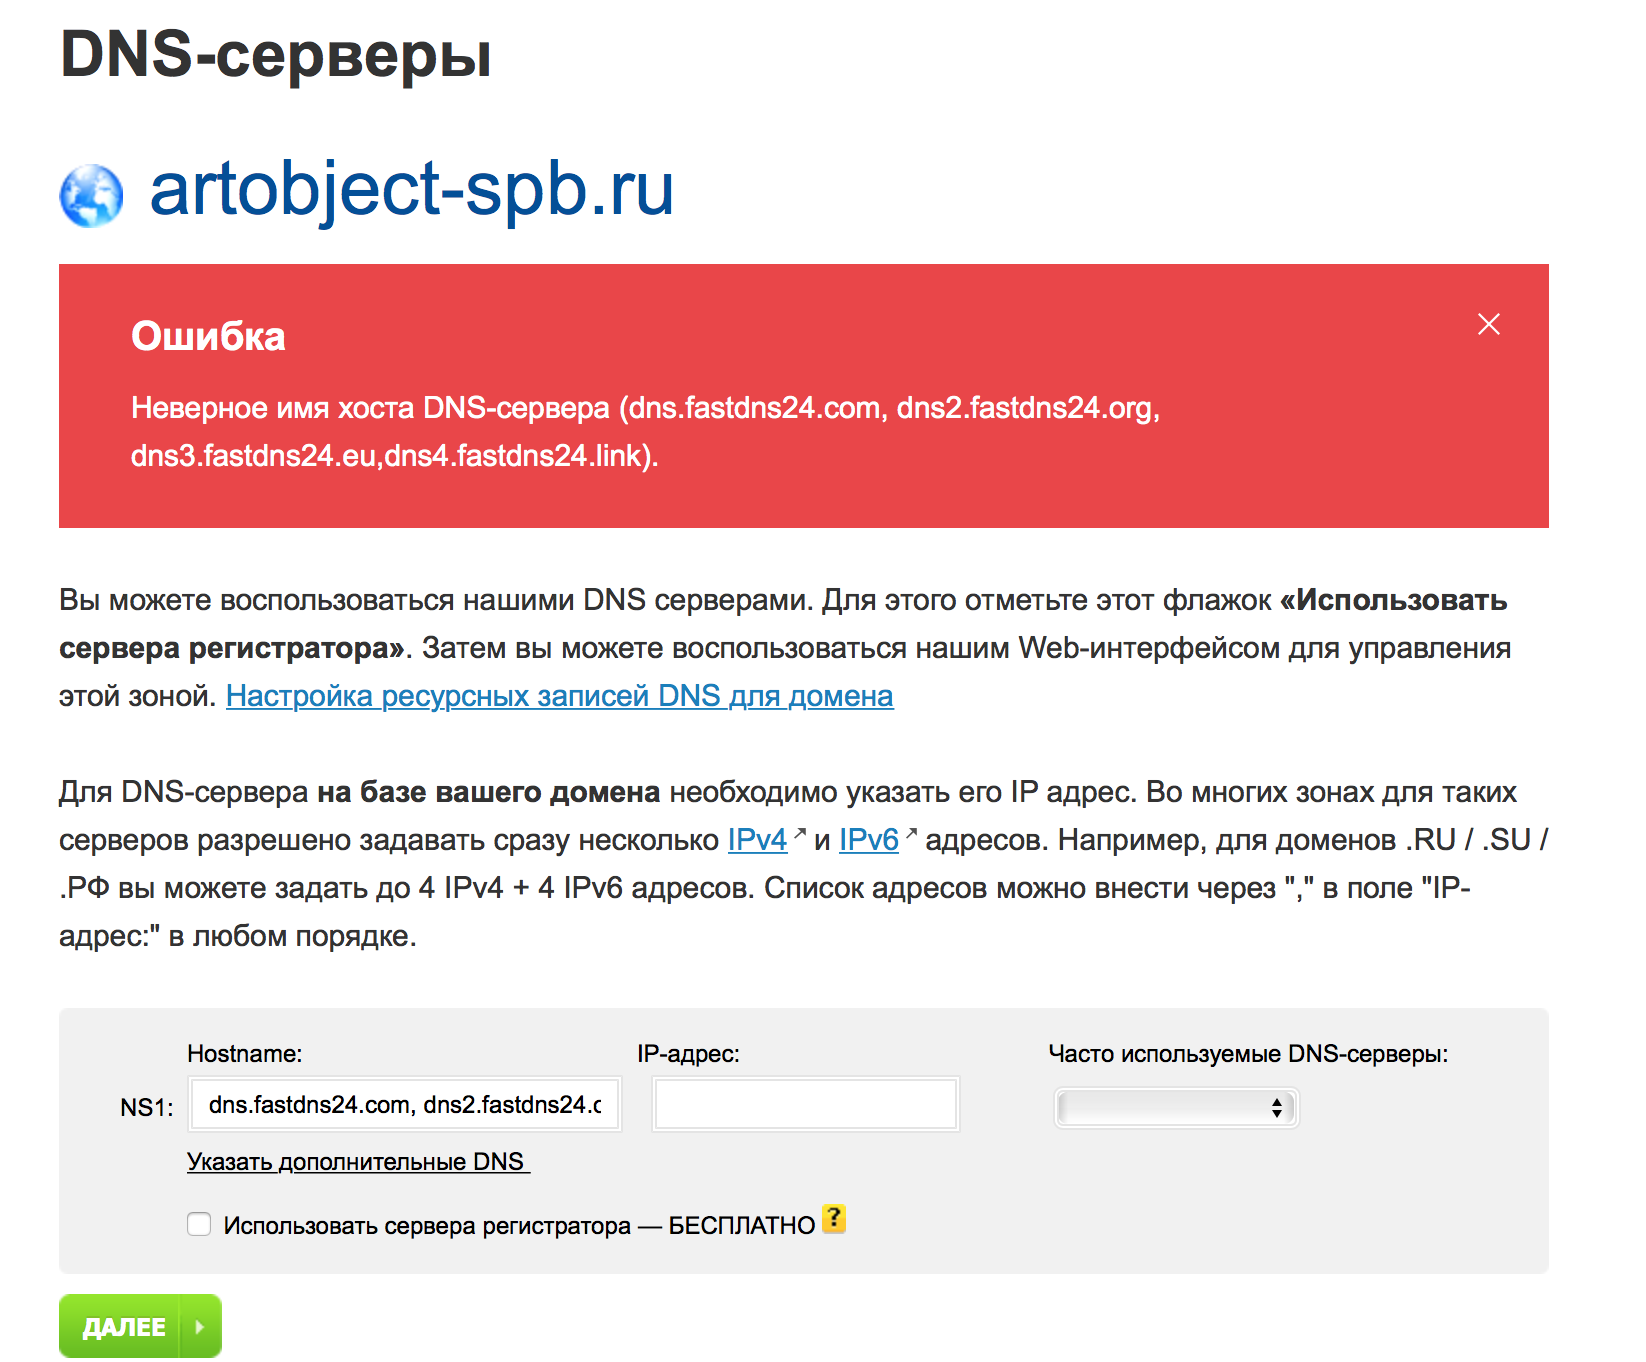 DNS-серверы
artobject-spb.ru
Ошибка
Неверное имя хоста DNS-сервера (dns.fastdns24.com, dns2.fastdns24.org,
dns3.fastdns24.eu,dns4.fastdns24.link).
Вы можете воспользоваться нашими DNS серверами. Для этого отметьте этот флажок «Использовать
сервера регистратора». Затем вы можете воспользоваться нашим Web-интерфейсом для управления
этой зоной. Настройка ресурсных записей DNS для домена
Для DNS-сервера на базе вашего домена необходимо указать его IP адрес. Во многих зонах для таких
серверов разрешено задавать сразу несколько IPv4 и IPv6 адресов. Например, для доменов .RU / .SU /
.РФ вы можете задать до 4 IPv4 + 4 IPv6 адресов. Список адресов можно внести через "," в поле "IP-
адрес:" в любом порядке.
Hostname: IP-адрес: Часто используемые DNS-серверы:
NS1: dns.fastdns24.com, dns2.fastdns24.c
Указать дополнительные DNS
Использовать сервера регистратора — БЕСПЛАТНО ?
ДАЛЕЕ